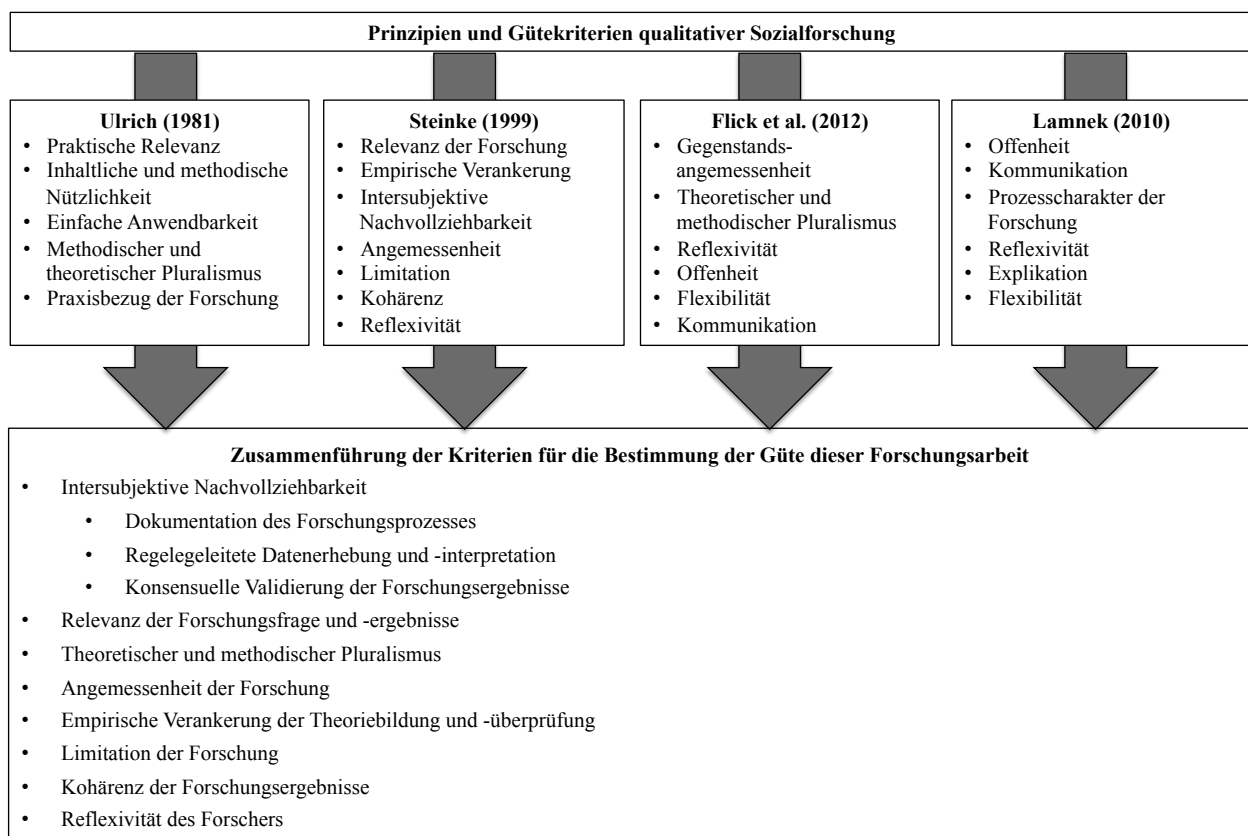 Prinzipien und Gütekriterien qualitativer Sozialforschung
Ulrich (1981)
• Praktische Relevanz
• Inhaltliche und methodische
Nützlichkeit
• Einfache Anwendbarkeit
• Methodischer und
theoretischer Pluralismus
• Praxisbezug der Forschung
Steinke (1999)
• Relevanz der Forschung
• Empirische Verankerung
• Intersubjektive
Nachvollziehbarkeit
• Angemessenheit
• Limitation
• Kohärenz
• Reflexivität
Flick et al. (2012)
• Gegenstands-
angemessenheit
• Theoretischer und
methodischer Pluralismus
• Reflexivität
• Offenheit
• Flexibilität
• Kommunikation
Lamnek (2010)
• Offenheit
• Kommunikation
• Prozesscharakter der
Forschung
• Reflexivität
• Explikation
• Flexibilität
Zusammenführung der Kriterien für die Bestimmung der Güte dieser Forschungsarbeit
• Intersubjektive Nachvollziehbarkeit
• Dokumentation des Forschungsprozesses
• Regelegeleitete Datenerhebung und -interpretation
• Konsensuelle Validierung der Forschungsergebnisse
• Relevanz der Forschungsfrage und -ergebnisse
• Theoretischer und methodischer Pluralismus
• Angemessenheit der Forschung
• Empirische Verankerung der Theoriebildung und -überprüfung
• Limitation der Forschung
• Kohärenz der Forschungsergebnisse
• Reflexivität des Forschers